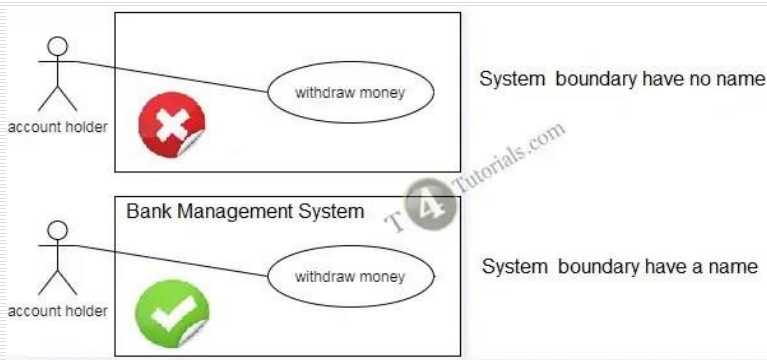 withdraw money
System boundary have no name
account holder
T4Tutorials.com
Bank Management System
withdraw money
System boundary have a name
account holder